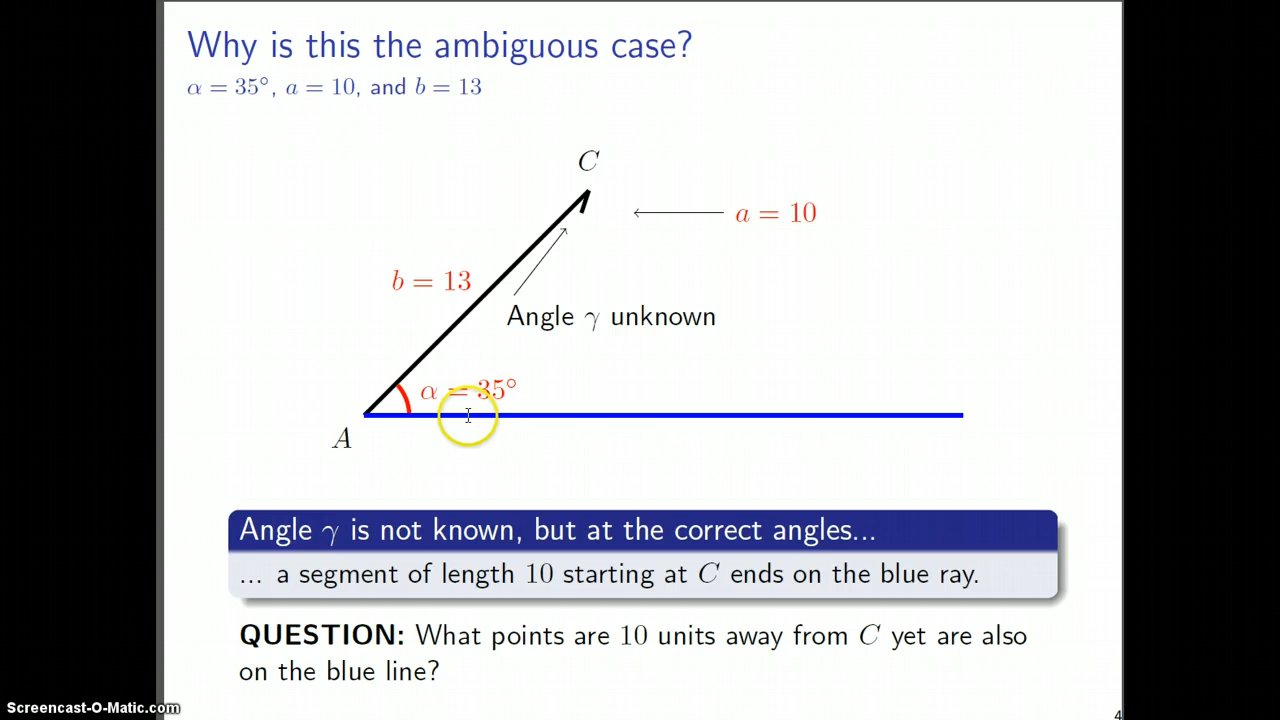 Why is this the ambiguous case?
α = 35°, a = 10, and b = 13
C
a = 10
b = 13
Angle γ unknown
α = 35°
A
Angle γ is not known, but at the correct angles...
... a segment of length 10 starting at C ends on the blue ray.
QUESTION: What points are 10 units away from C yet are also
on the blue line?
Screencast-O-Matic.com
4